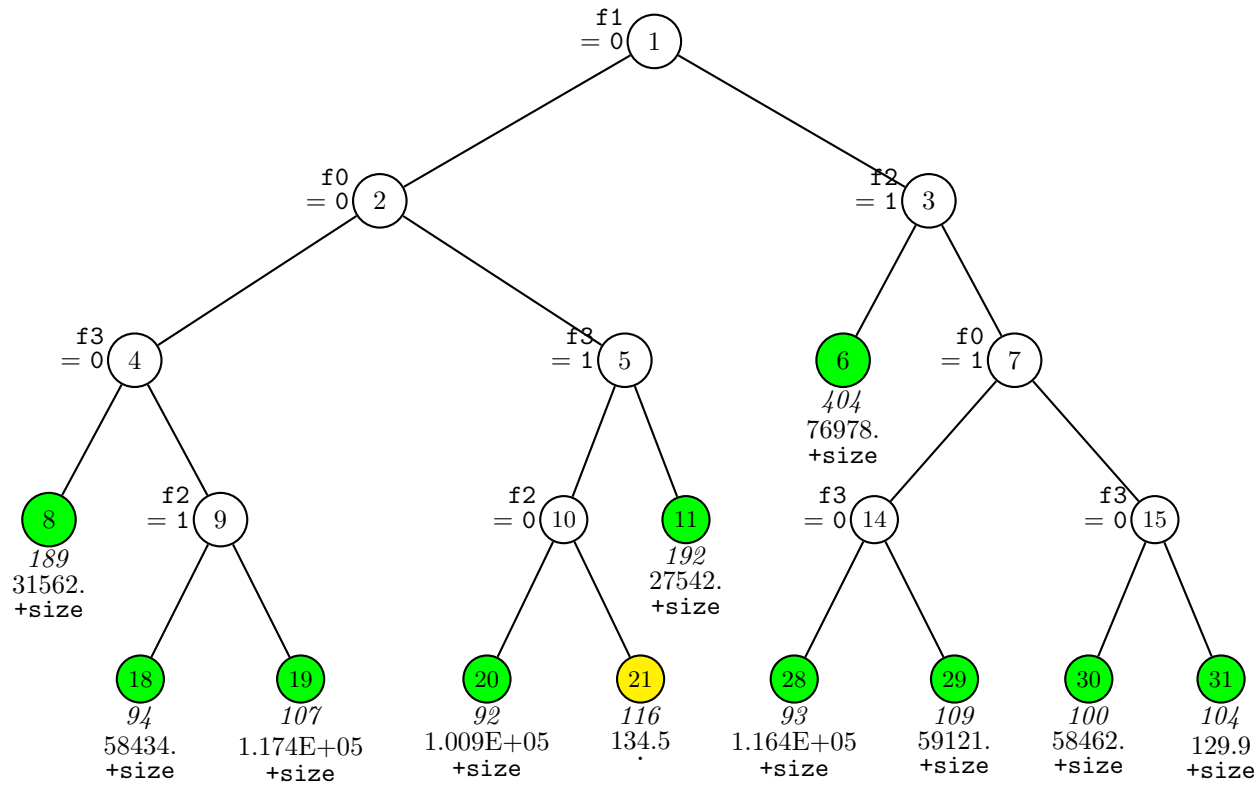 f1
= 0 1
f0
= 0 2
f2
= 1 3
f3
= 0 4
f3
= 1 5
6
404
76978.
+size
f0
= 1 7
8
189
31562.
+size
f2
= 1 9
f2
= 0 10
11
192
27542.
+size
f3
= 0 14
f3
= 0 15
18
94
58434.
+size
19
107
1.174E+05
+size
20
92
1.009E+05
+size
21
116
134.5
.
28
93
1.164E+05
+size
29
109
59121.
+size
30
100
58462.
+size
31
104
129.9
+size